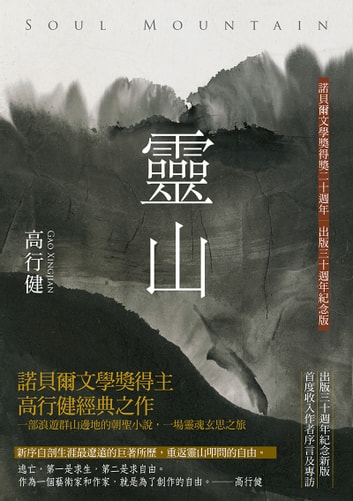 SOUL MOUNTAIN
靈山
高行健
GAO XINGJIAN
諾貝爾文學獎得獎二十週年 出版三十週年紀念版
出版三十週年紀念新版
首度收入作者序言及專訪
諾貝爾文學獎得主
高行健經典之作
一部浪遊群山邊地的朝聖小說，一場靈魂玄思之旅
新序自剖生涯最遼遠的巨著所歷，重返靈山叩問的自由。
逃亡，第一是求生，第二是求自由。
作為一個藝術家和作家，就是為了創作的自由。——高行健